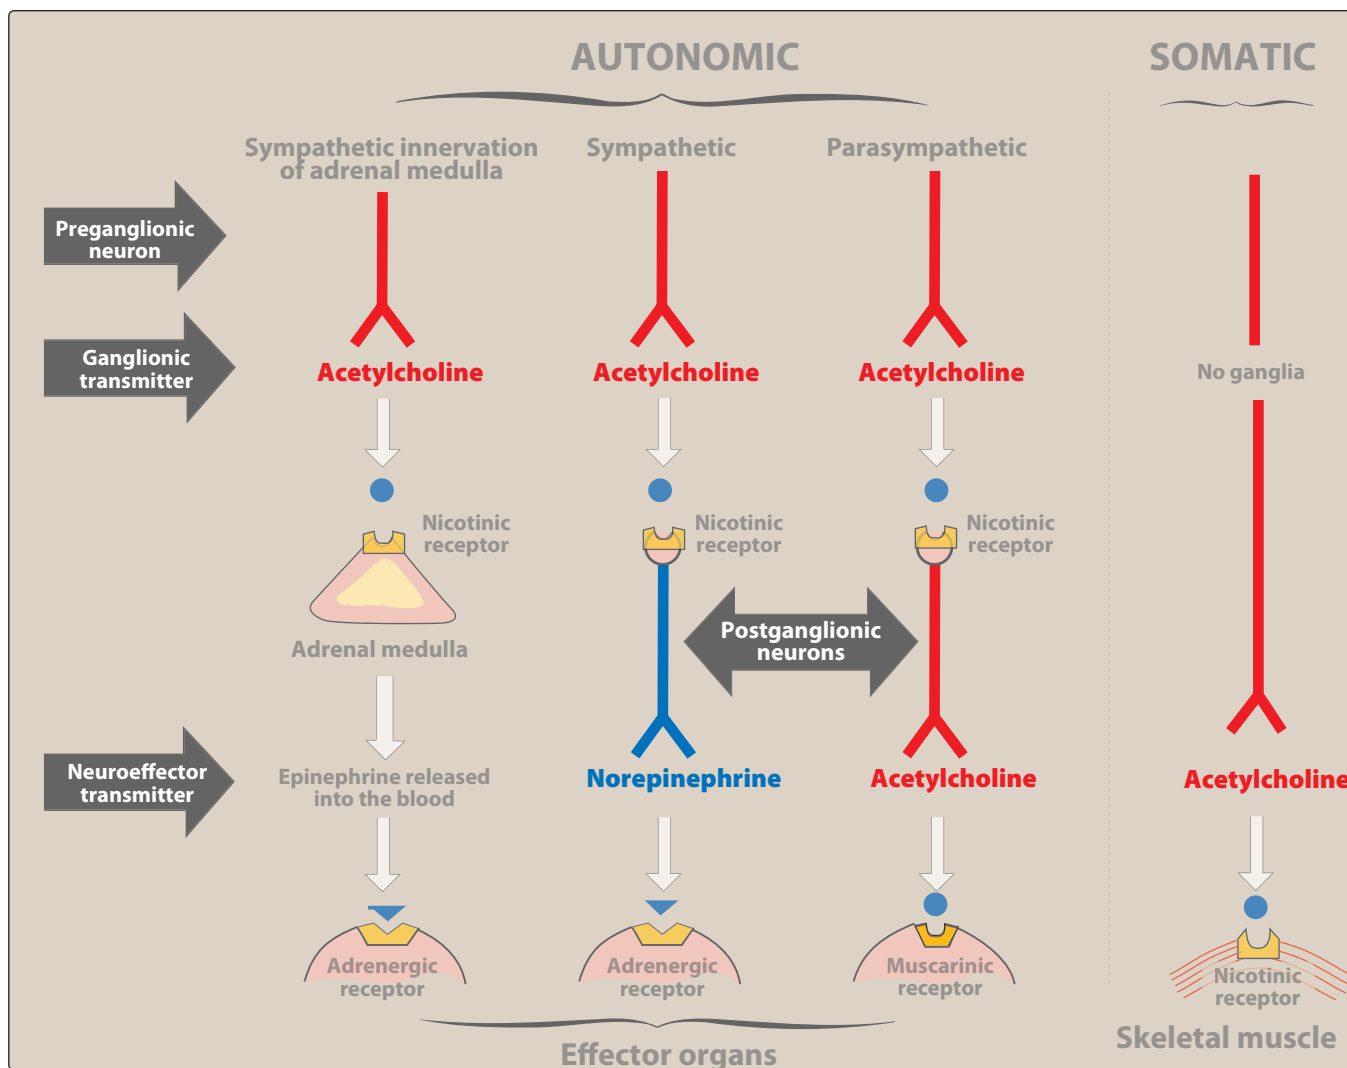 AUTONOMIC
SOMATIC
Sympathetic innervation
of adrenal medulla
Sympathetic
Parasympathetic
Preganglionic
neuron
Ganglionic
transmitter
Acetylcholine
Acetylcholine
Acetylcholine
No ganglia
Nicotinic
receptor
Nicotinic
receptor
Nicotinic
receptor
Adrenal medulla
Postganglionic
neurons
Neuroeffector
transmitter
Epinephrine released
into the blood
Norepinephrine
Acetylcholine
Acetylcholine
Adrenergic
receptor
Adrenergic
receptor
Muscarinic
receptor
Nicotinic
receptor
Skeletal muscle
Effector organs